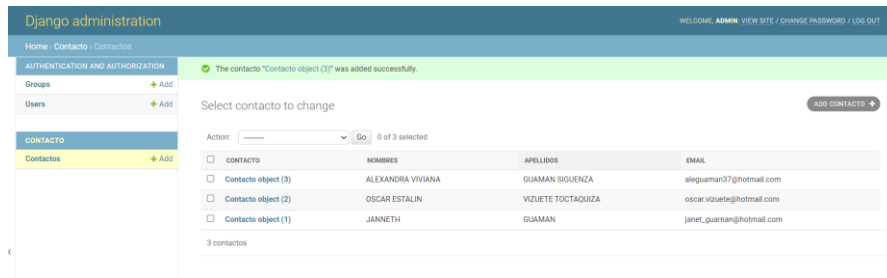 Django administration
WELCOME, ADMIN. VIEW SITE / CHANGE PASSWORD / LOG OUT
Home › Contacto › Contactos
AUTHENTICATION AND AUTHORIZATION
Groups + Add
Users + Add
CONTACTO
Contactos + Add
The contacto "Contacto object (3)" was added successfully.
Select contacto to change
ADD CONTACTO +
Action: --------- Go 0 of 3 selected
CONTACTO NOMBRES APELLIDOS EMAIL
Contacto object (3) ALEXANDRA VIVIANA GUAMAN SIGUENZA aleguaman37@hotmail.com
Contacto object (2) OSCAR ESTALIN VIZUETE TOCTAQUIZA oscar.vizuete@hotmail.com
Contacto object (1) JANNETH GUAMAN janet_guaman@hotmail.com
3 contactos